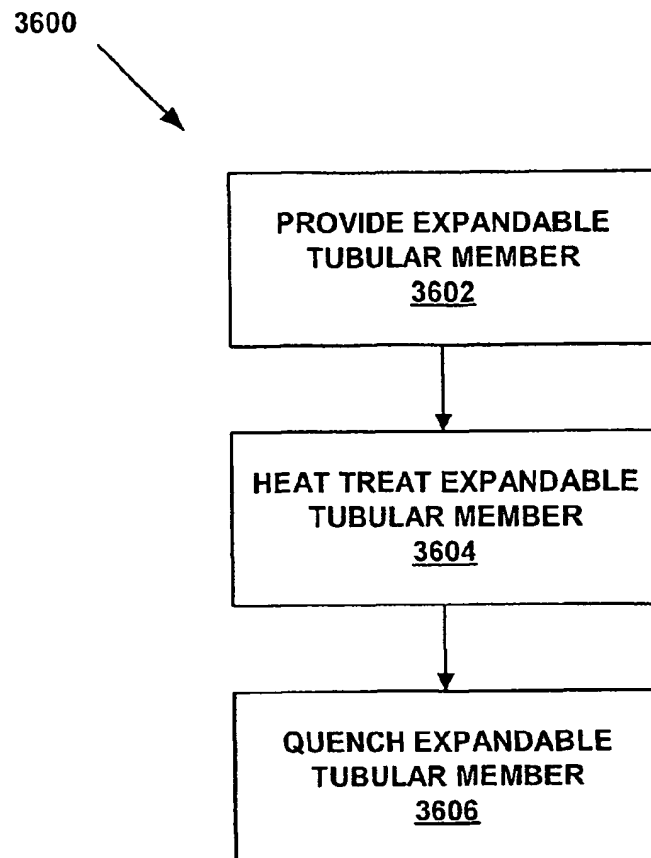 3600
PROVIDE EXPANDABLE
TUBULAR MEMBER
3602
HEAT TREAT EXPANDABLE
TUBULAR MEMBER
3604
QUENCH EXPANDABLE
TUBULAR MEMBER
3606